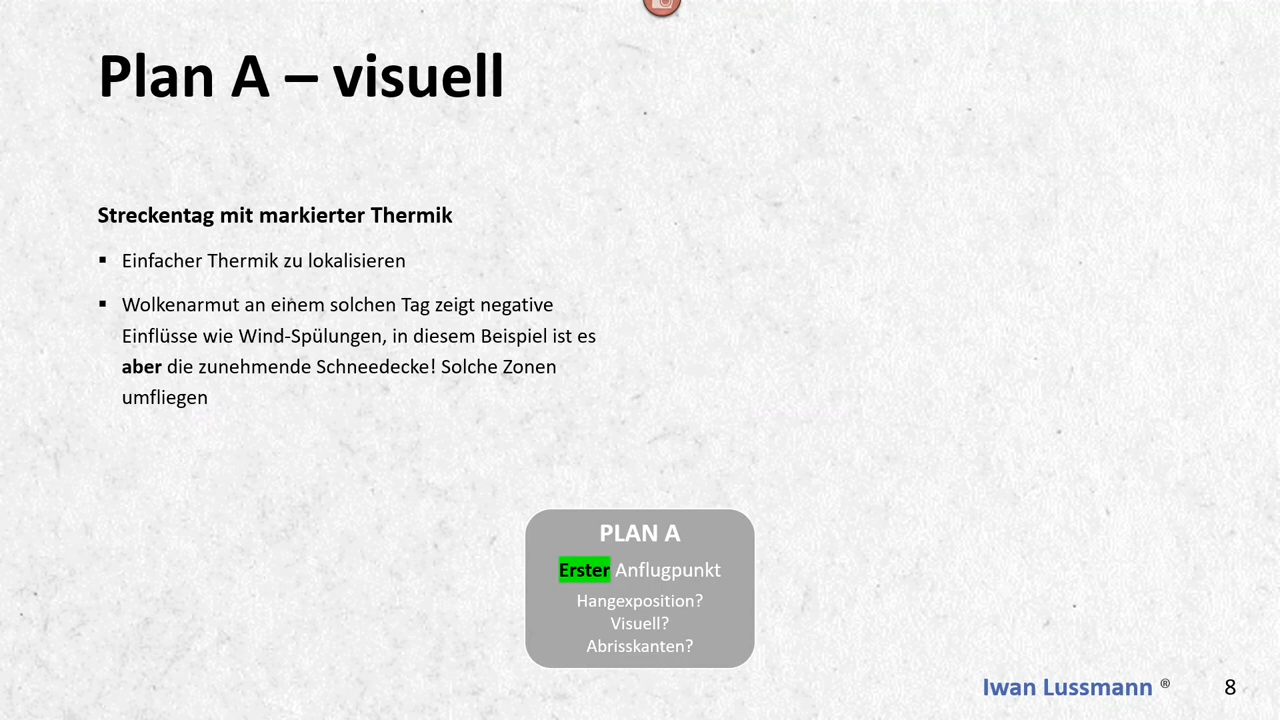 Plan A – visuell
Streckentag mit markierter Thermik
▪ Einfacher Thermik zu lokalisieren
▪ Wolkenarmut an einem solchen Tag zeigt negative
Einflüsse wie Wind-Spülungen, in diesem Beispiel ist es
aber die zunehmende Schneedecke! Solche Zonen
umfliegen
PLAN A
Erster Anflugpunkt
Hangexposition?
Visuell?
Abrisskanten?
Iwan Lussmann ® 8